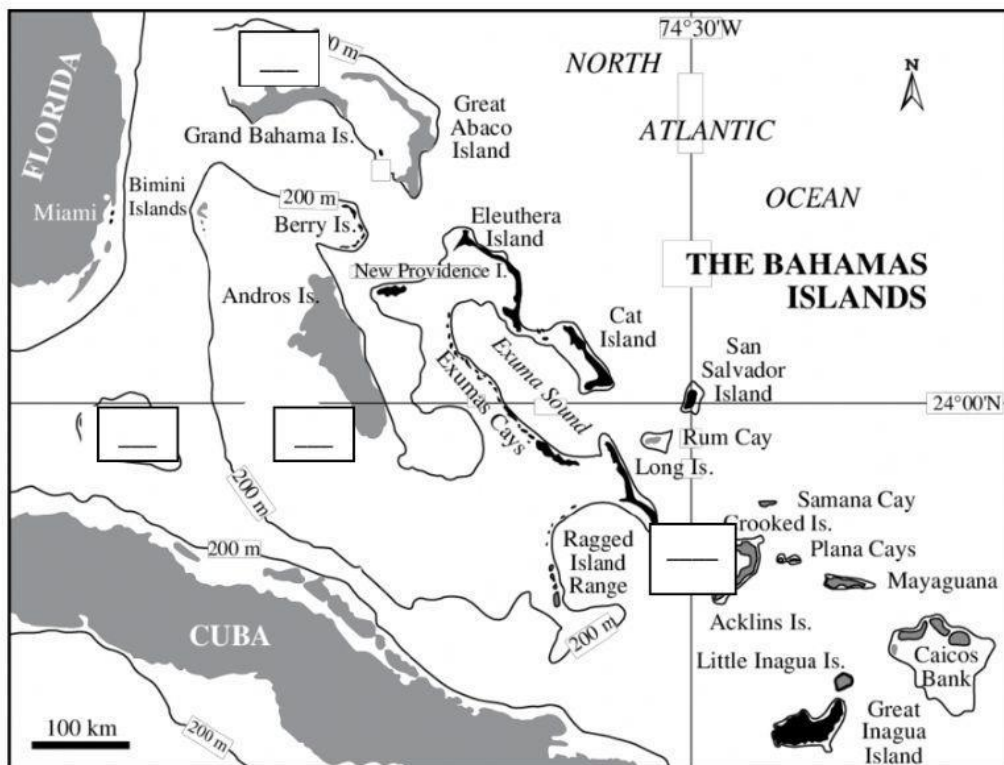 74°30'W
NORTH
ATLANTIC
OCEAN
N
FLORIDA
Miami
Grand Bahama Is.
Great
Abaco
Island
Bimini
Islands
200 m
Berry Is.
Eleuthera
Island
New Providence I.
Andros Is.
THE BAHAMAS
ISLANDS
Cat
Island
Exuma Sound
Exumas Cays
San
Salvador
Island
24°00'N
Rum Cay
Long Is.
Samana Cay
Crooked Is.
Plana Cays
Mayaguana
Ragged
Island
Range
200 m
200 m
200 m
Acklins Is.
Little Inagua Is.
Caicos
Bank
Great
Inagua
Island
CUBA
100 km
200 m